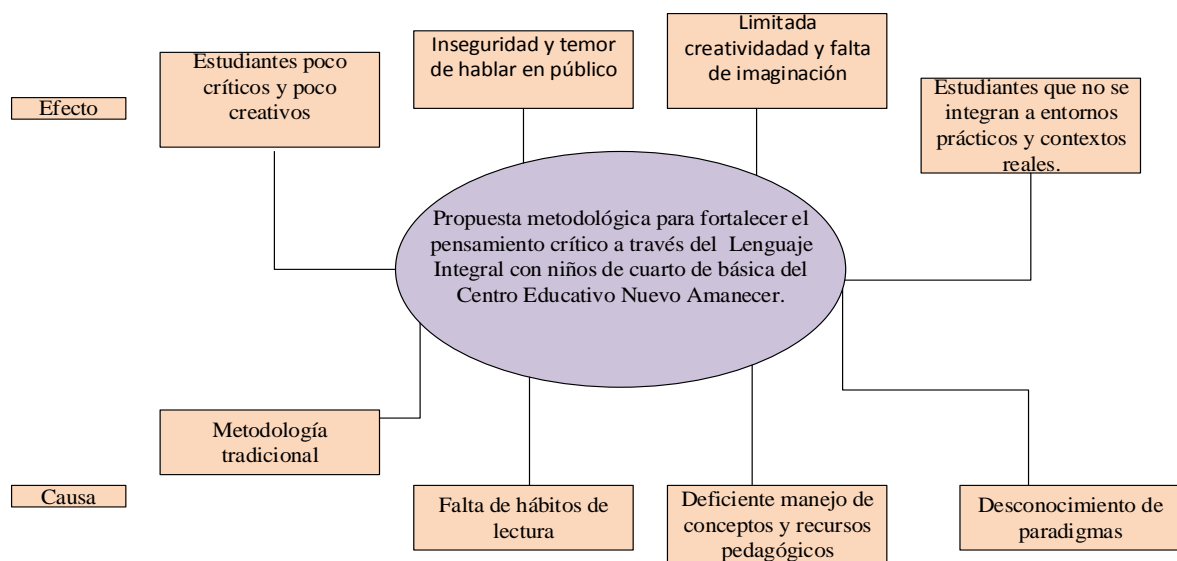 Efecto
Estudiantes poco
críticos y poco
creativos
Inseguridad y temor
de hablar en público
Limitada
creatividadad y falta
de imaginación
Estudiantes que no se
integran a entornos
prácticos y contextos
reales.
Propuesta metodológica para fortalecer el
pensamiento crítico a través del Lenguaje
Integral con niños de cuarto de básica del
Centro Educativo Nuevo Amanecer.
Metodología
tradicional
Causa
Falta de hábitos de
lectura
Deficiente manejo de
conceptos y recursos
pedagógicos
Desconocimiento de
paradigmas